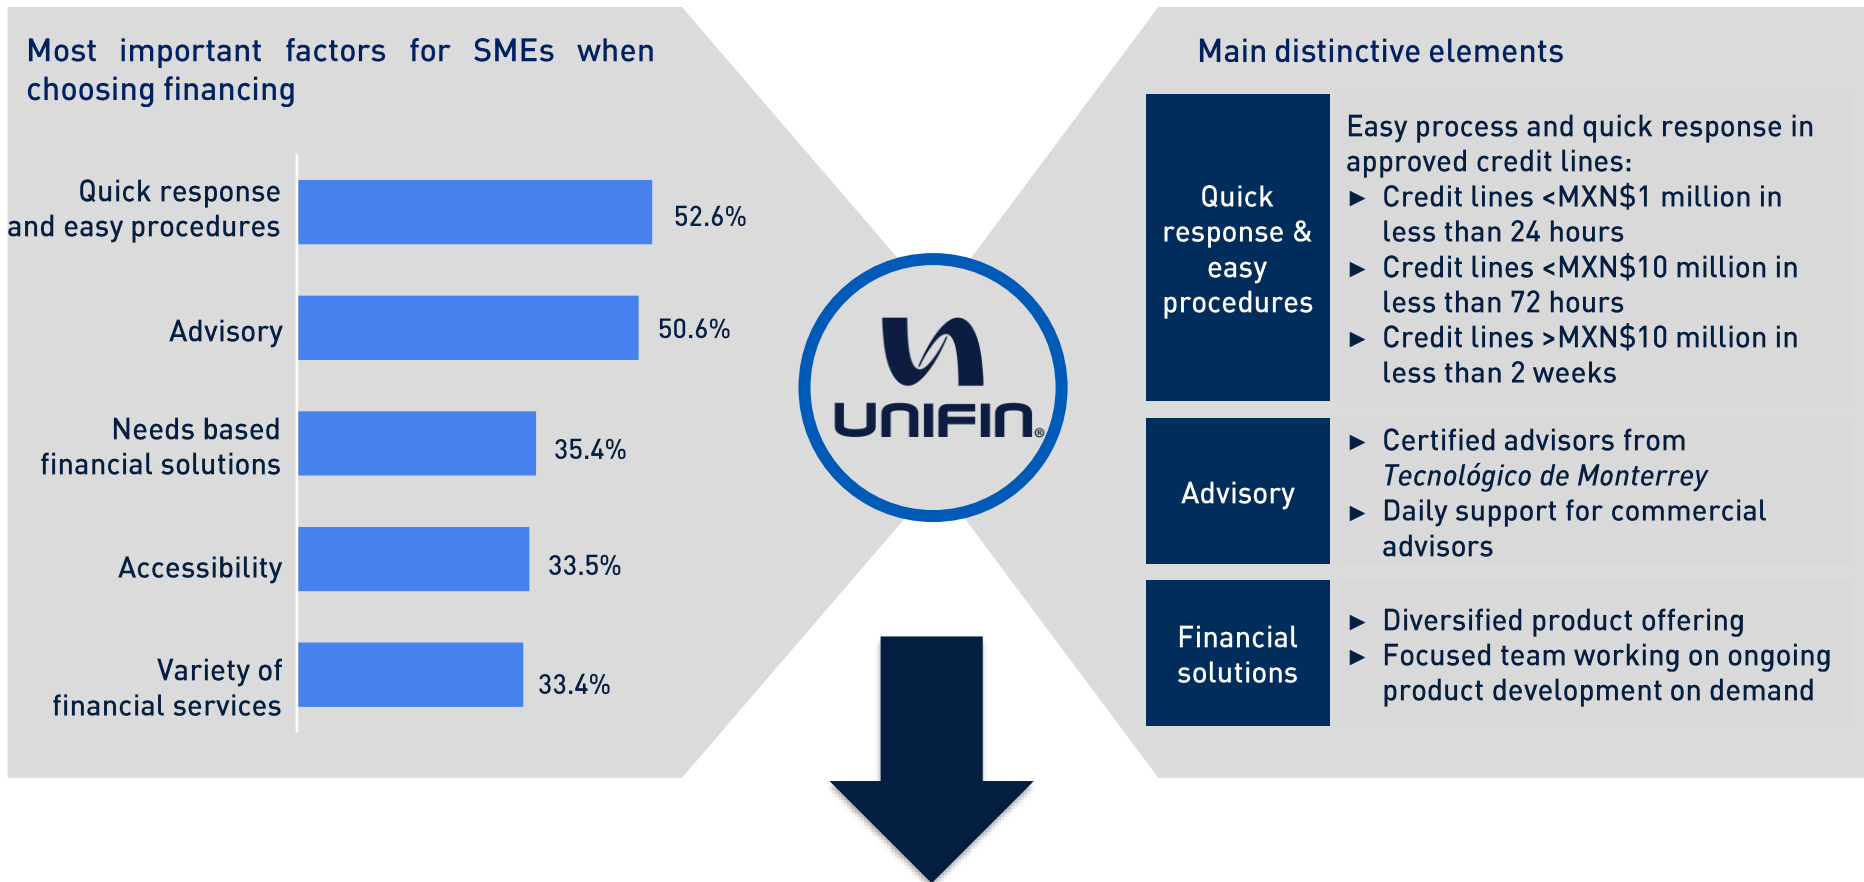 Most important factors for SMEs when
choosing financing
Quick response
and easy procedures
52.6%
Advisory
50.6%
Needs based
financial solutions
35.4%
Accessibility
33.5%
Variety of
financial services
33.4%
UNIFIN®
Main distinctive elements
Quick
response &
easy
procedures
Easy process and quick response in
approved credit lines:
► Credit lines <MXN$1 million in
less than 24 hours
► Credit lines <MXN$10 million in
less than 72 hours
► Credit lines >MXN$10 million in
less than 2 weeks
Advisory
► Certified advisors from
Tecnológico de Monterrey
► Daily support for commercial
advisors
Financial
solutions
► Diversified product offering
► Focused team working on ongoing
product development on demand